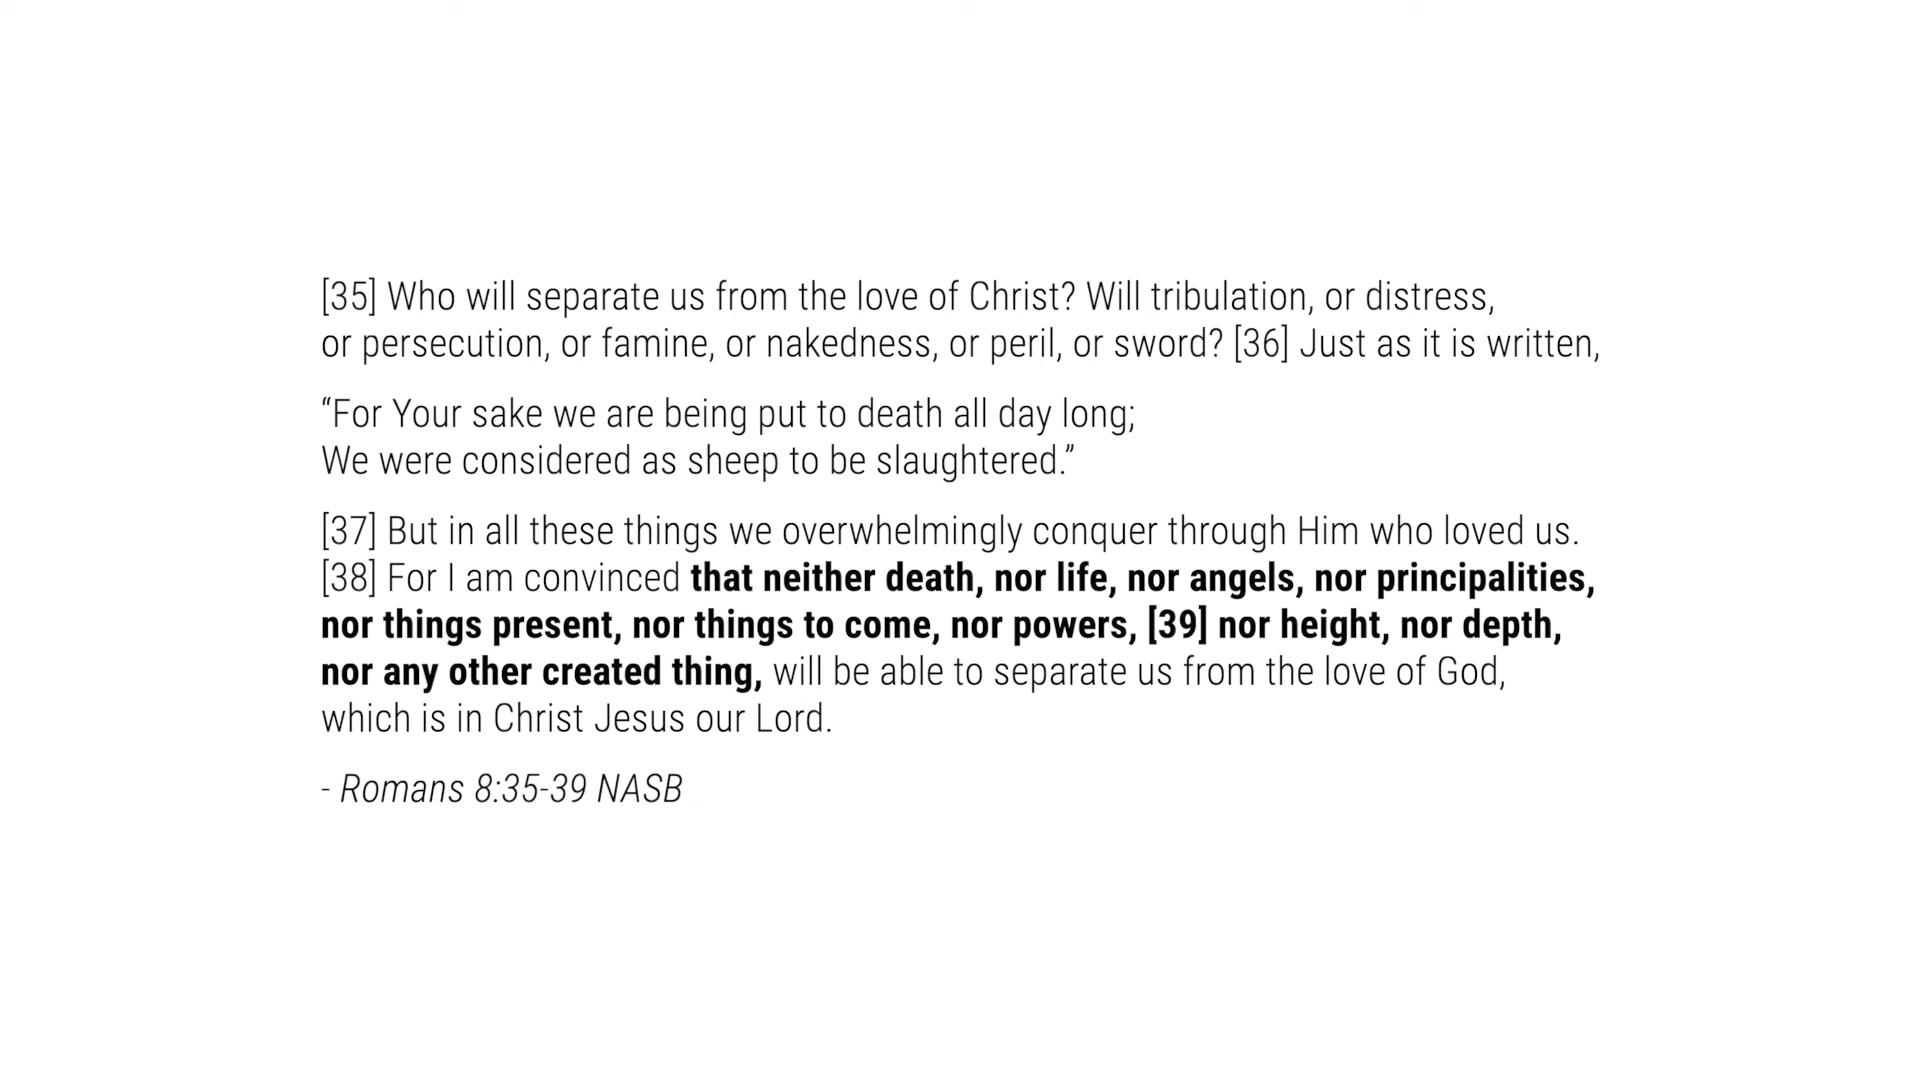 [35] Who will separate us from the love of Christ? Will tribulation, or distress,
or persecution, or famine, or nakedness, or peril, or sword? [36] Just as it is written,
“For Your sake we are being put to death all day long;
We were considered as sheep to be slaughtered.”
[37] But in all these things we overwhelmingly conquer through Him who loved us.
[38] For I am convinced that neither death, nor life, nor angels, nor principalities,
nor things present, nor things to come, nor powers, [39] nor height, nor depth,
nor any other created thing, will be able to separate us from the love of God,
which is in Christ Jesus our Lord.
- Romans 8:35-39 NASB